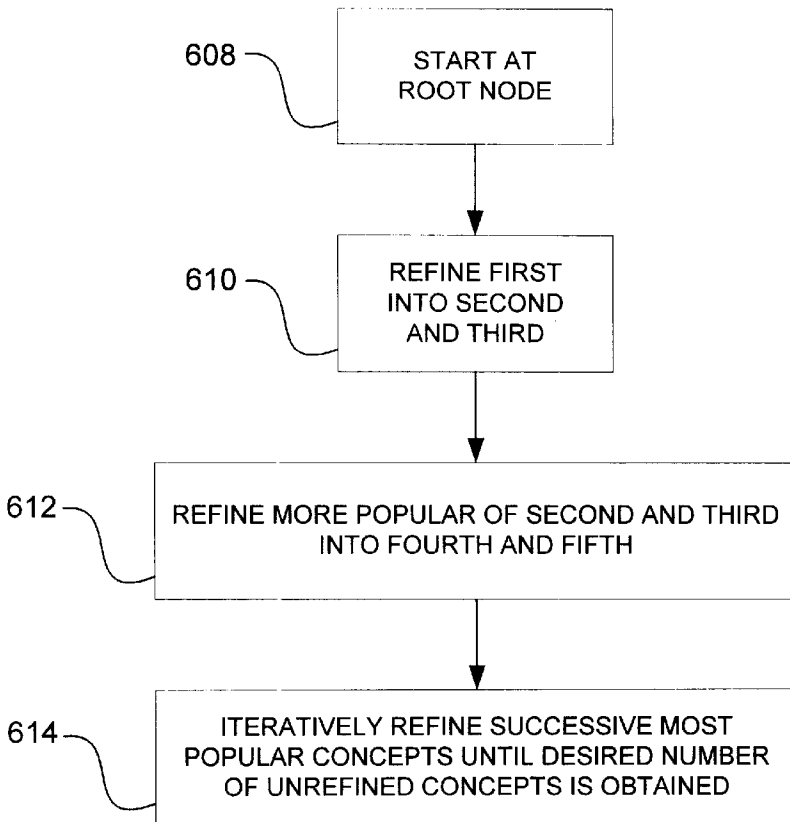 608
START AT
ROOT NODE
610
REFINE FIRST
INTO SECOND
AND THIRD
612
REFINE MORE POPULAR OF SECOND AND THIRD
INTO FOURTH AND FIFTH
614
ITERATIVELY REFINE SUCCESSIVE MOST
POPULAR CONCEPTS UNTIL DESIRED NUMBER
OF UNREFINED CONCEPTS IS OBTAINED